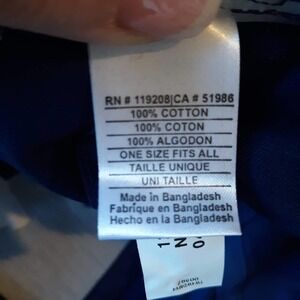 RN # 119208|CA # 51986
100% COTTON
100% COTON
100% ALGODON
ONE SIZE FITS ALL
TAILLE UNIQUE
UNI TAILLE
Made in Bangladesh
Fabrique en Bangladesh
Hecho en la Bangladesh